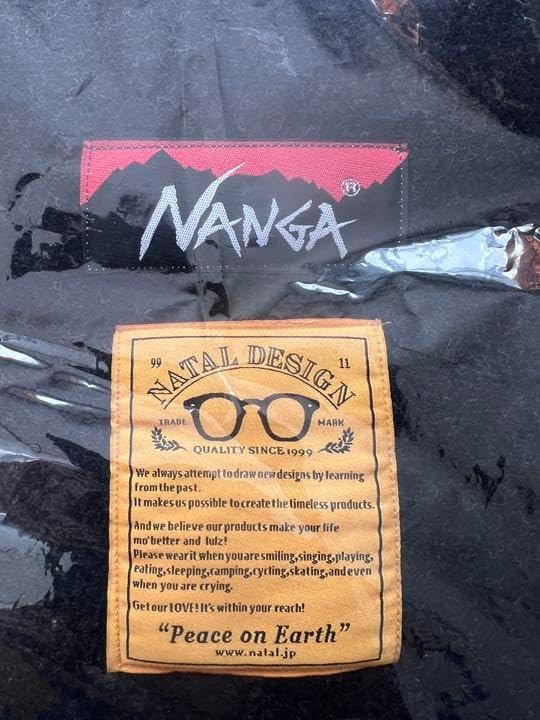 NANGA®
99 11
NATAL DESIGN
TRADE MARK
QUALITY SINCE 1999
We always attempt to draw new designs by learning
from the past.
It makes us possible to create the timeless products.
And we believe our products make your life
mo'better and lulz!
Please wear it when you are smiling,singing,playing,
eating,sleeping,camping,cycling,skating,and even
when you are crying.
Get our LOVE! It's within your reach!
“Peace on Earth”
www.natal.jp